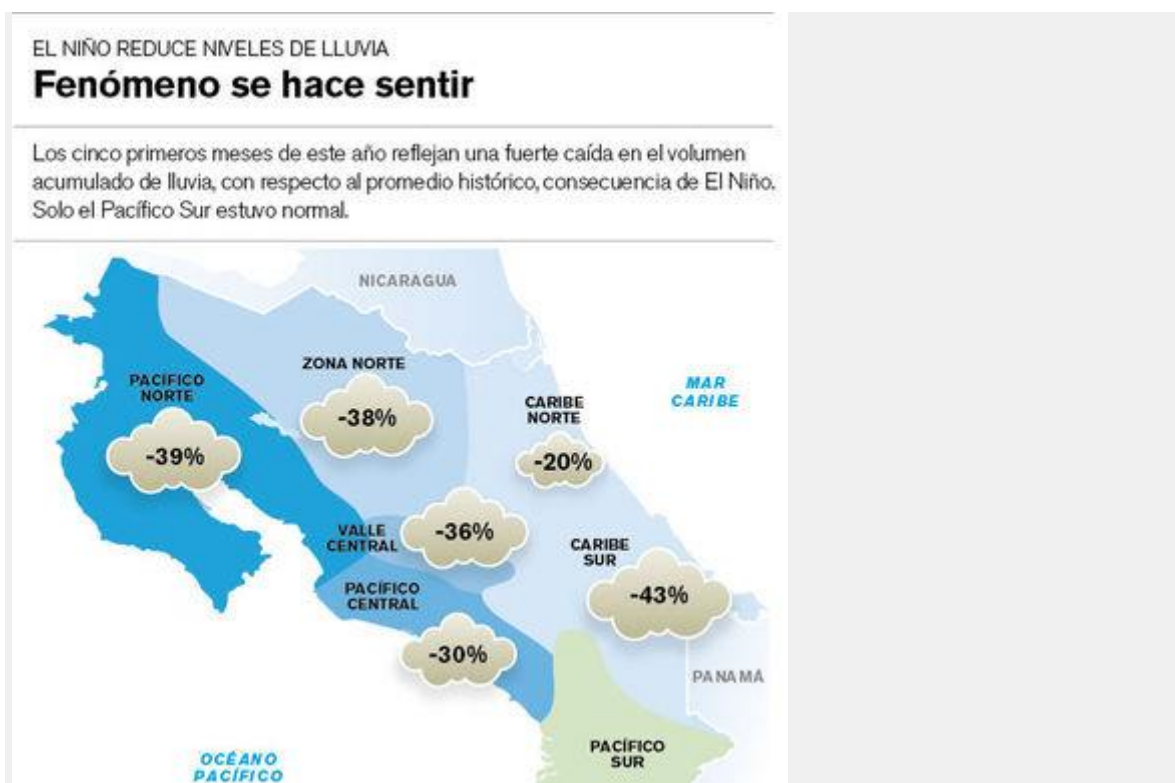 EL NIÑO REDUCE NIVELES DE LLUVIA
Fenómeno se hace sentir
Los cinco primeros meses de este año reflejan una fuerte caída en el volumen
acumulado de lluvia, con respecto al promedio histórico, consecuencia de El Niño.
Solo el Pacífico Sur estuvo normal.
NICARAGUA
ZONA NORTE
-38%
PACÍFICO
NORTE
-39%
MAR
CARIBE
CARIBE
NORTE
-20%
VALLE
CENTRAL
-36%
CARIBE
SUR
-43%
PACÍFICO
CENTRAL
-30%
PANAMÁ
PACÍFICO
SUR
OCÉANO
PACÍFICO